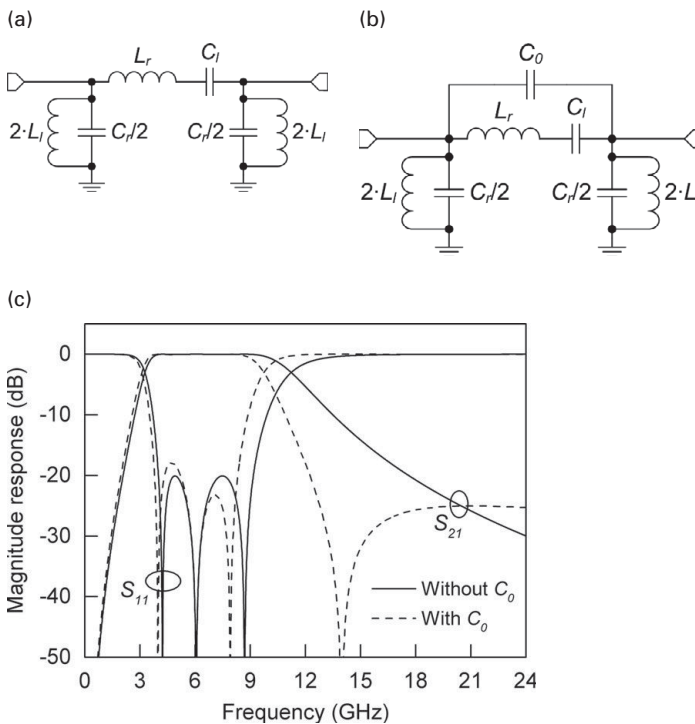 (a)
L_r
C_l
2·L_l
C_r/2
C_r/2
2·L_l
(b)
C_0
L_r
C_l
2·L_l
C_r/2
C_r/2
2·L
(c)
Magnitude response (dB)
0
-10
-20
-30
-40
-50
S_11
S_21
Without C_0
With C_0
0 3 6 9 12 15 18 21 24
Frequency (GHz)